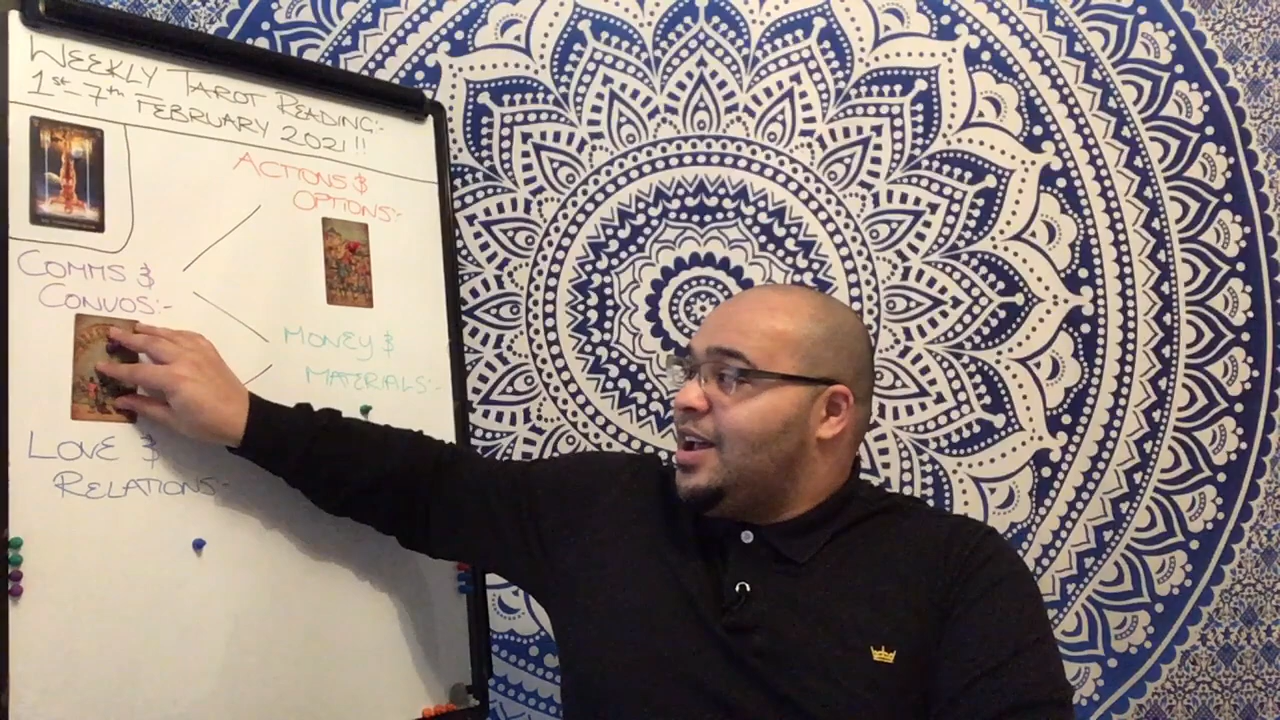 WEEKLY TAROT READING:-
1st-7th FEBRUARY 2021!!
ACTIONS &
OPTIONS:-
COMMS &
CONVOS:-
MONEY &
MATERIALS:-
LOVE &
RELATIONS:-